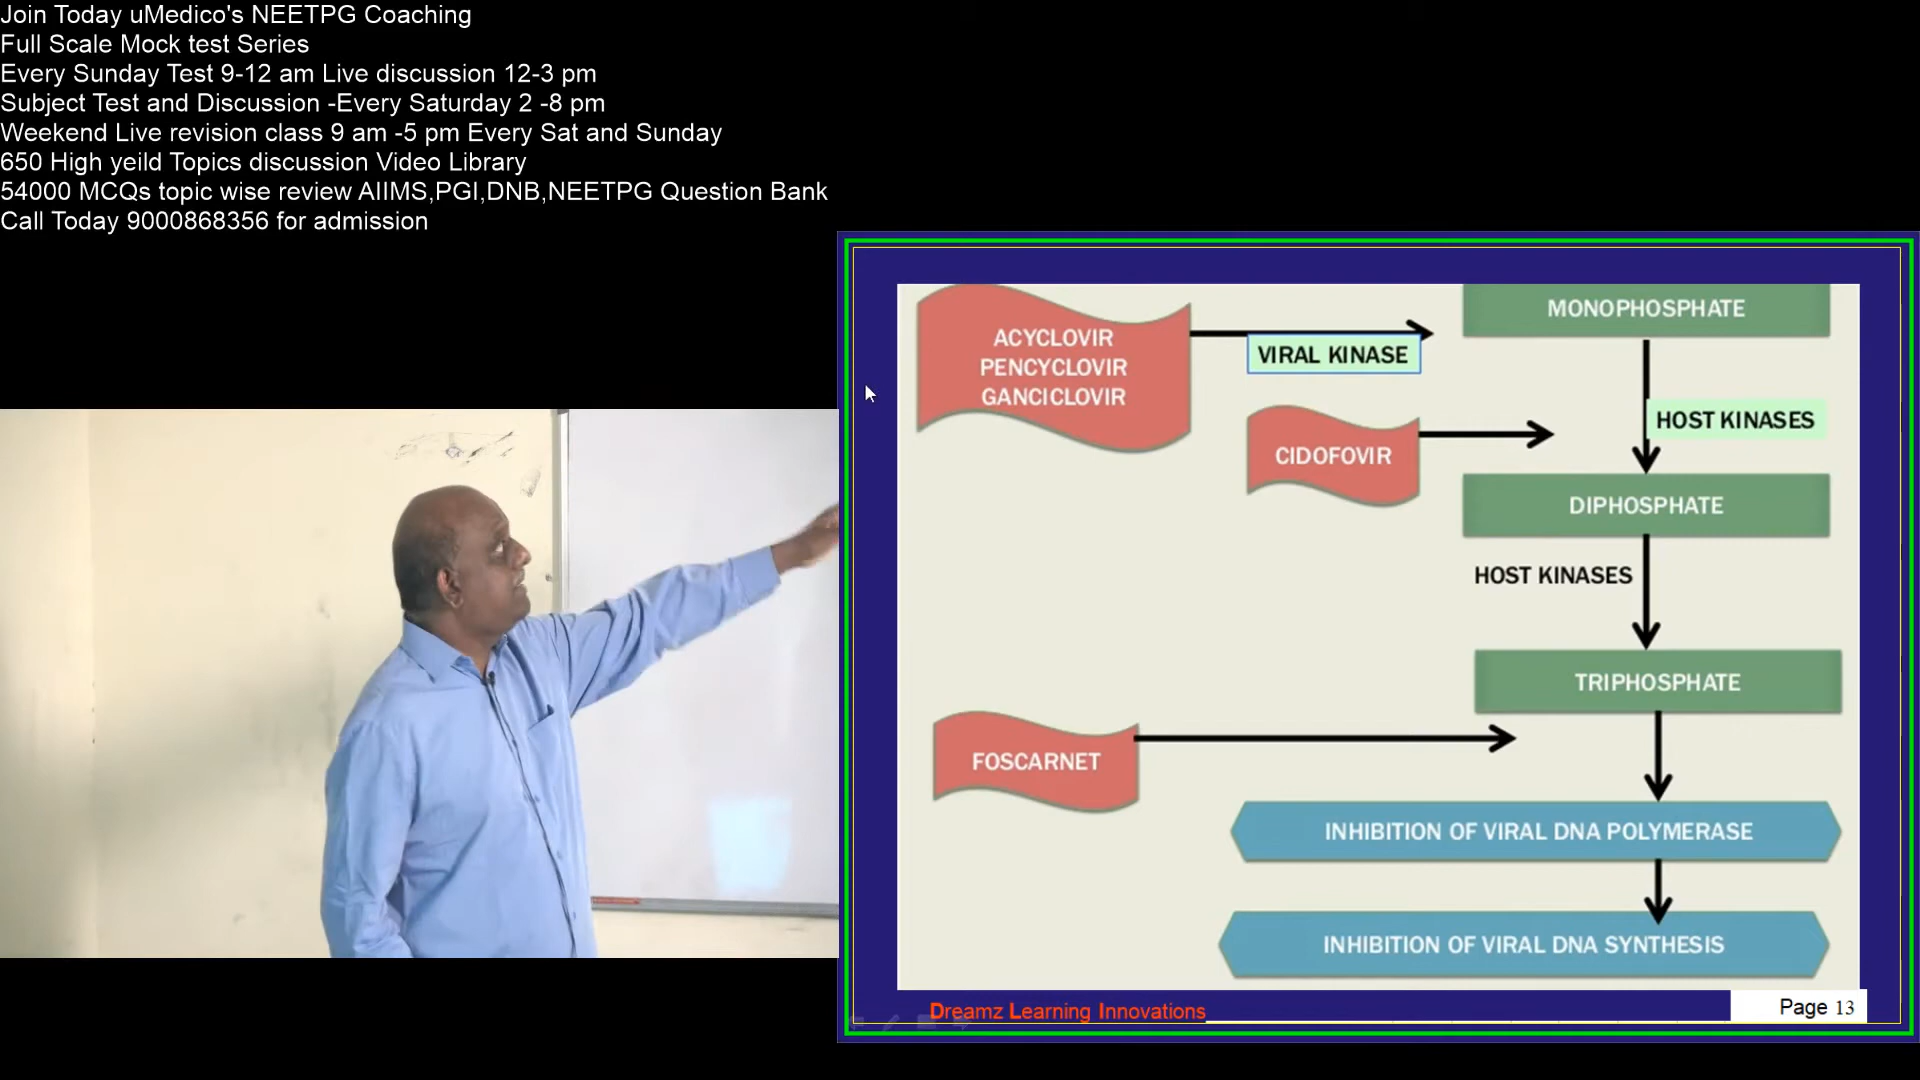 Join Today uMedico's NEETPG Coaching
Full Scale Mock test Series
Every Sunday Test 9-12 am Live discussion 12-3 pm
Subject Test and Discussion -Every Saturday 2 -8 pm
Weekend Live revision class 9 am -5 pm Every Sat and Sunday
650 High yeild Topics discussion Video Library
54000 MCQs topic wise review AIIMS,PGI,DNB,NEETPG Question Bank
Call Today 9000868356 for admission
MONOPHOSPHATE
ACYCLOVIR
PENCYCLOVIR
GANCICLOVIR
VIRAL KINASE
HOST KINASES
CIDOFOVIR
DIPHOSPHATE
HOST KINASES
TRIPHOSPHATE
FOSCARNET
INHIBITION OF VIRAL DNA POLYMERASE
INHIBITION OF VIRAL DNA SYNTHESIS
Dreamz Learning Innovations
Page 13